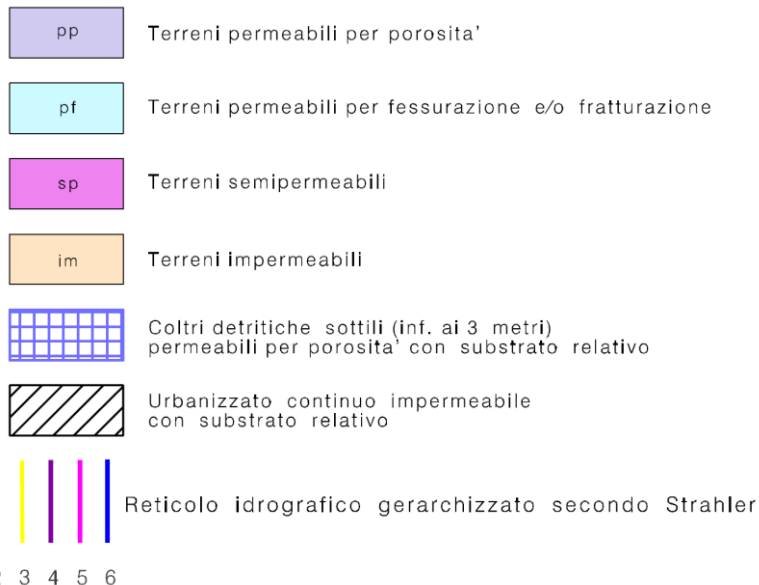 pp Terreni permeabili per porosita'
pf Terreni permeabili per fessurazione e/o fratturazione
sp Terreni semipermeabili
im Terreni impermeabili
Coltri detritiche sottili (inf. ai 3 metri)
permeabili per porosita' con substrato relativo
Urbanizzato continuo impermeabile
con substrato relativo
Reticolo idrografico gerarchizzato secondo Strahler
3 4 5 6